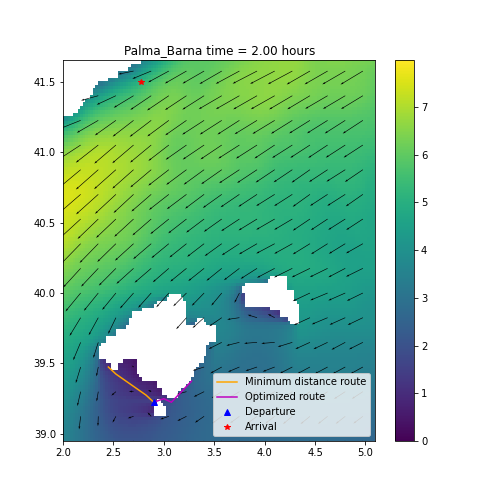 Palma_Barna time = 2.00 hours
41.5
41.0
40.5
40.0
39.5
39.0
2.0 2.5 3.0 3.5 4.0 4.5 5.0
7
6
5
4
3
2
1
0
Minimum distance route
Optimized route
Departure
Arrival